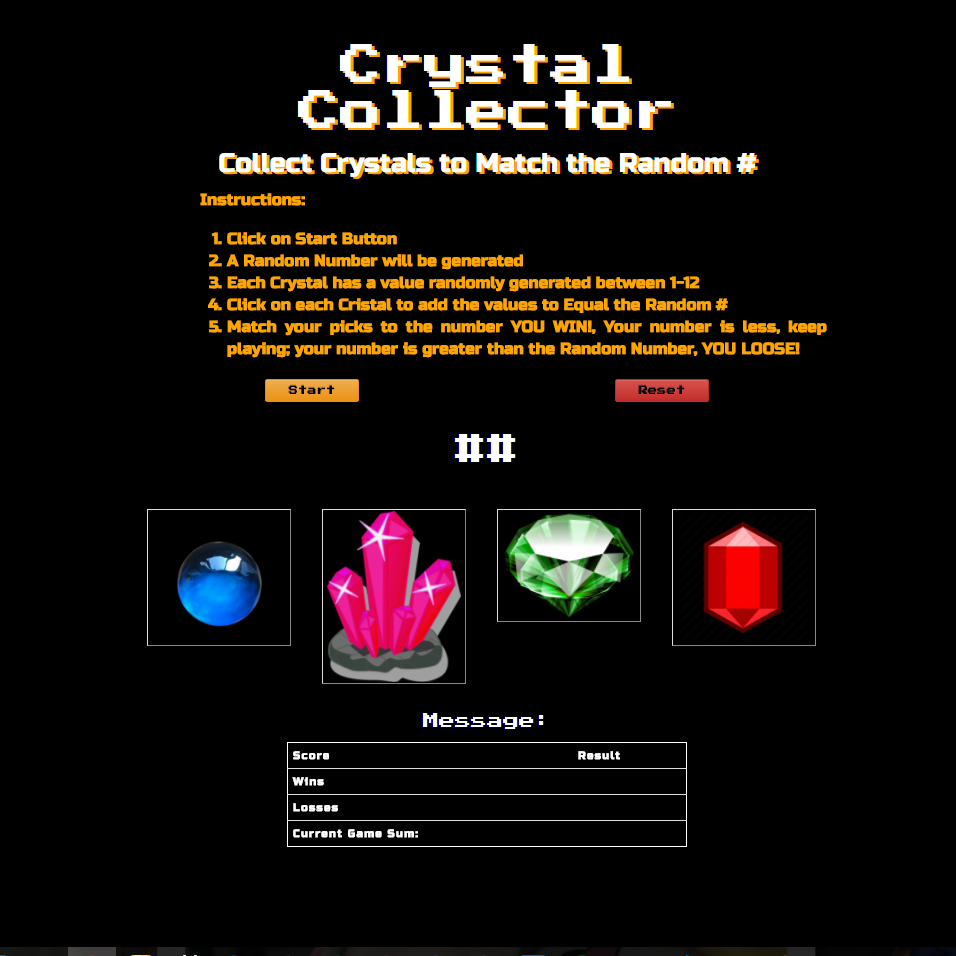 Crystal
Collector
Collect Crystals to Match the Random #
Instructions:
1. Click on Start Button
2. A Random Number will be generated
3. Each Crystal has a value randomly generated between 1-12
4. Click on each Cristal to add the values to Equal the Random #
5. Match your picks to the number YOU WIN!, Your number is less, keep
playing; your number is greater than the Random Number, YOU LOOSE!
Start Reset
##
Message:
Score Result
Wins
Losses
Current Game Sum: